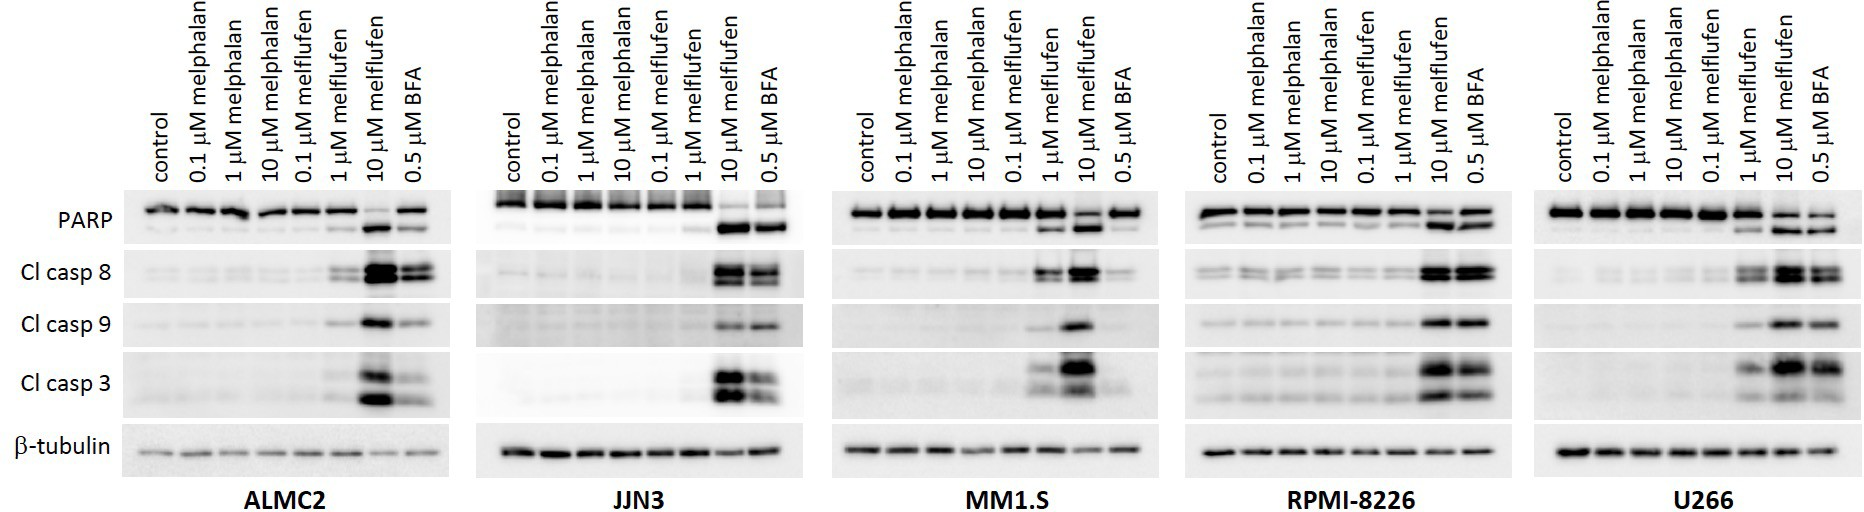 control
0.1 µM melphalan
1 µM melphalan
10 µM melphalan
0.1 µM melflufen
1 µM melflufen
10 µM melflufen
0.5 µM BFA
control
0.1 µM melphalan
1 µM melphalan
10 µM melphalan
0.1 µM melflufen
1 µM melflufen
10 µM melflufen
0.5 µM BFA
control
0.1 µM melphalan
1 µM melphalan
10 µM melphalan
0.1 µM melflufen
1 µM melflufen
10 µM melflufen
0.5 µM BFA
control
0.1 µM melphalan
1 µM melphalan
10 µM melphalan
0.1 µM melflufen
1 µM melflufen
10 µM melflufen
0.5 µM BFA
control
0.1 µM melphalan
1 µM melphalan
10 µM melphalan
0.1 µM melflufen
1 µM melflufen
10 µM melflufen
0.5 µM BFA
PARP
Cl casp 8
Cl casp 9
Cl casp 3
β-tubulin
ALMC2
JJN3
MM1.S
RPMI-8226
U266